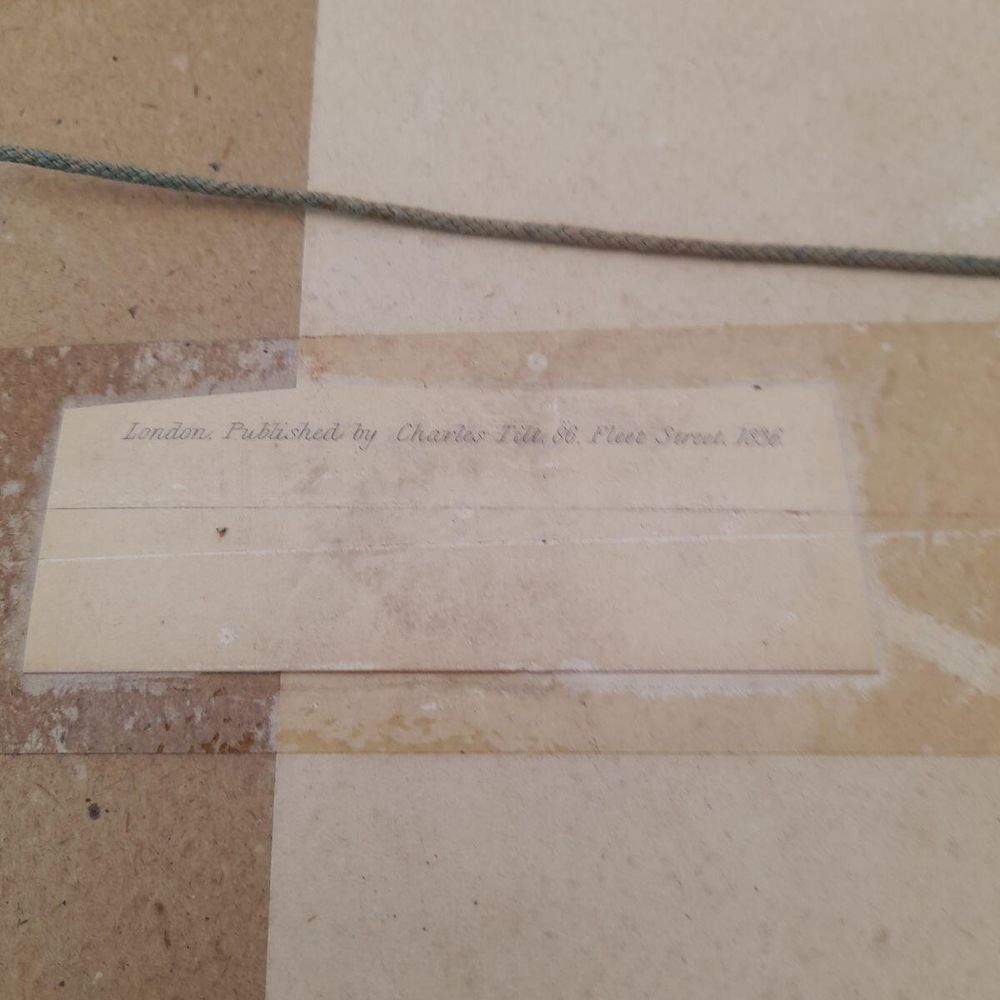 London. Published by Charles Tilt, 86. Fleet Street. 1836.